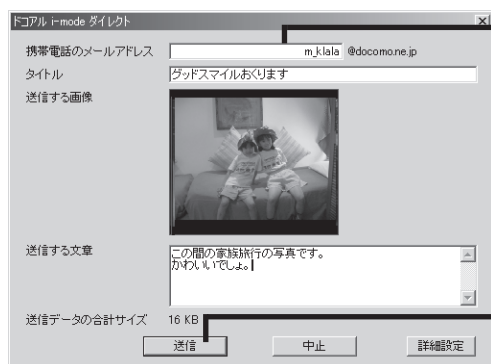 ドコアル i-mode ダイレクト
携帯電話のメールアドレス m_klala @docomo.ne.jp
タイトル グッドスマイルおくります
送信する画像
送信する文章 この間の家族旅行の写真です。
かわいいでしょ。
送信データの合計サイズ 16 KB
送信 中止 詳細設定